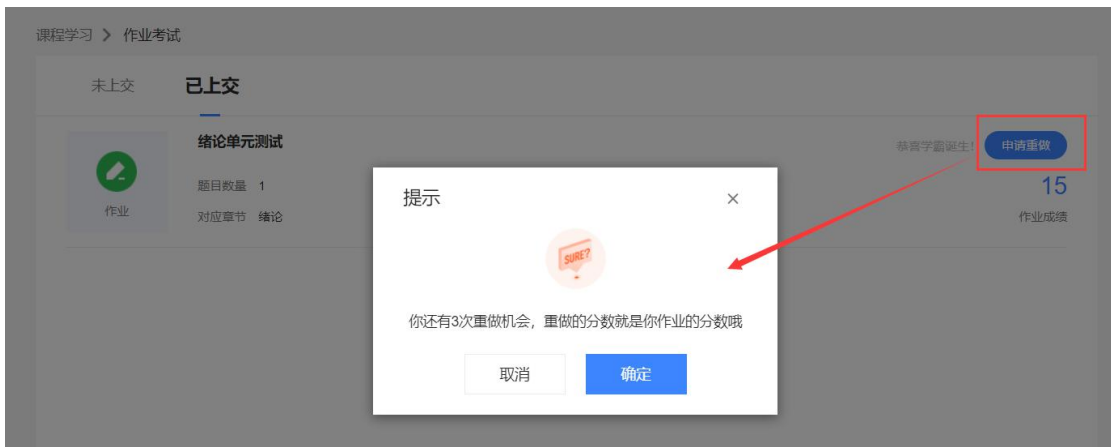 课程学习 > 作业考试
未上交 已上交
绪论单元测试
恭喜学霸诞生! 申请重做
题目数量 1
15
作业
对应章节 绪论
作业成绩
提示 ×
SURE?
你还有3次重做机会，重做的分数就是你作业的分数哦
取消 确定